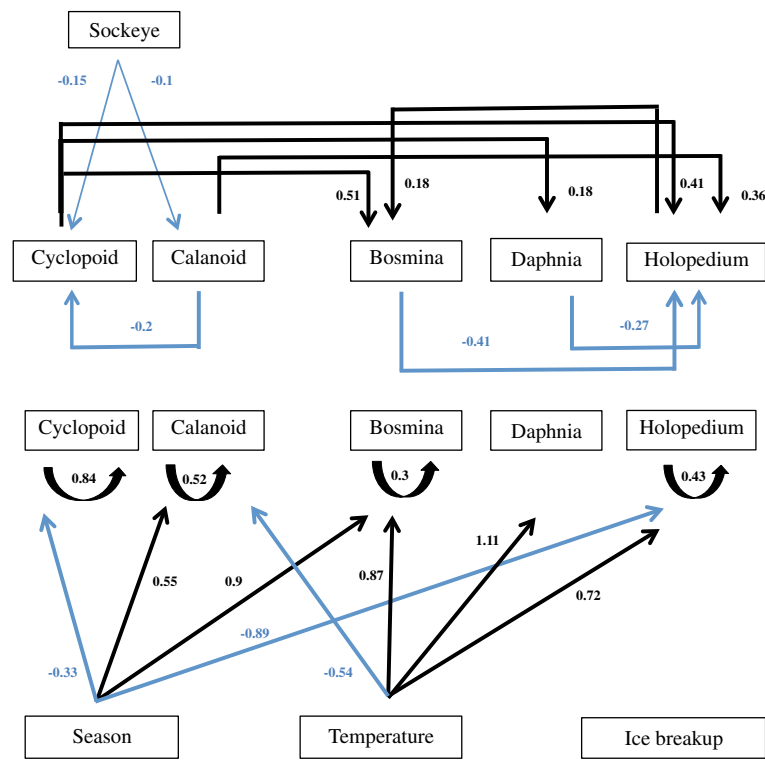 Sockeye
-0.15 -0.1
0.51 0.18 0.18 0.41 0.36
Cyclopoid Calanoid Bosmina Daphnia Holopedium
-0.2 -0.41 -0.27
Cyclopoid Calanoid Bosmina Daphnia Holopedium
0.84 0.52 0.3 0.43
1.11
0.55 0.9 0.87 0.72
-0.89
-0.33 -0.54
Season Temperature Ice breakup